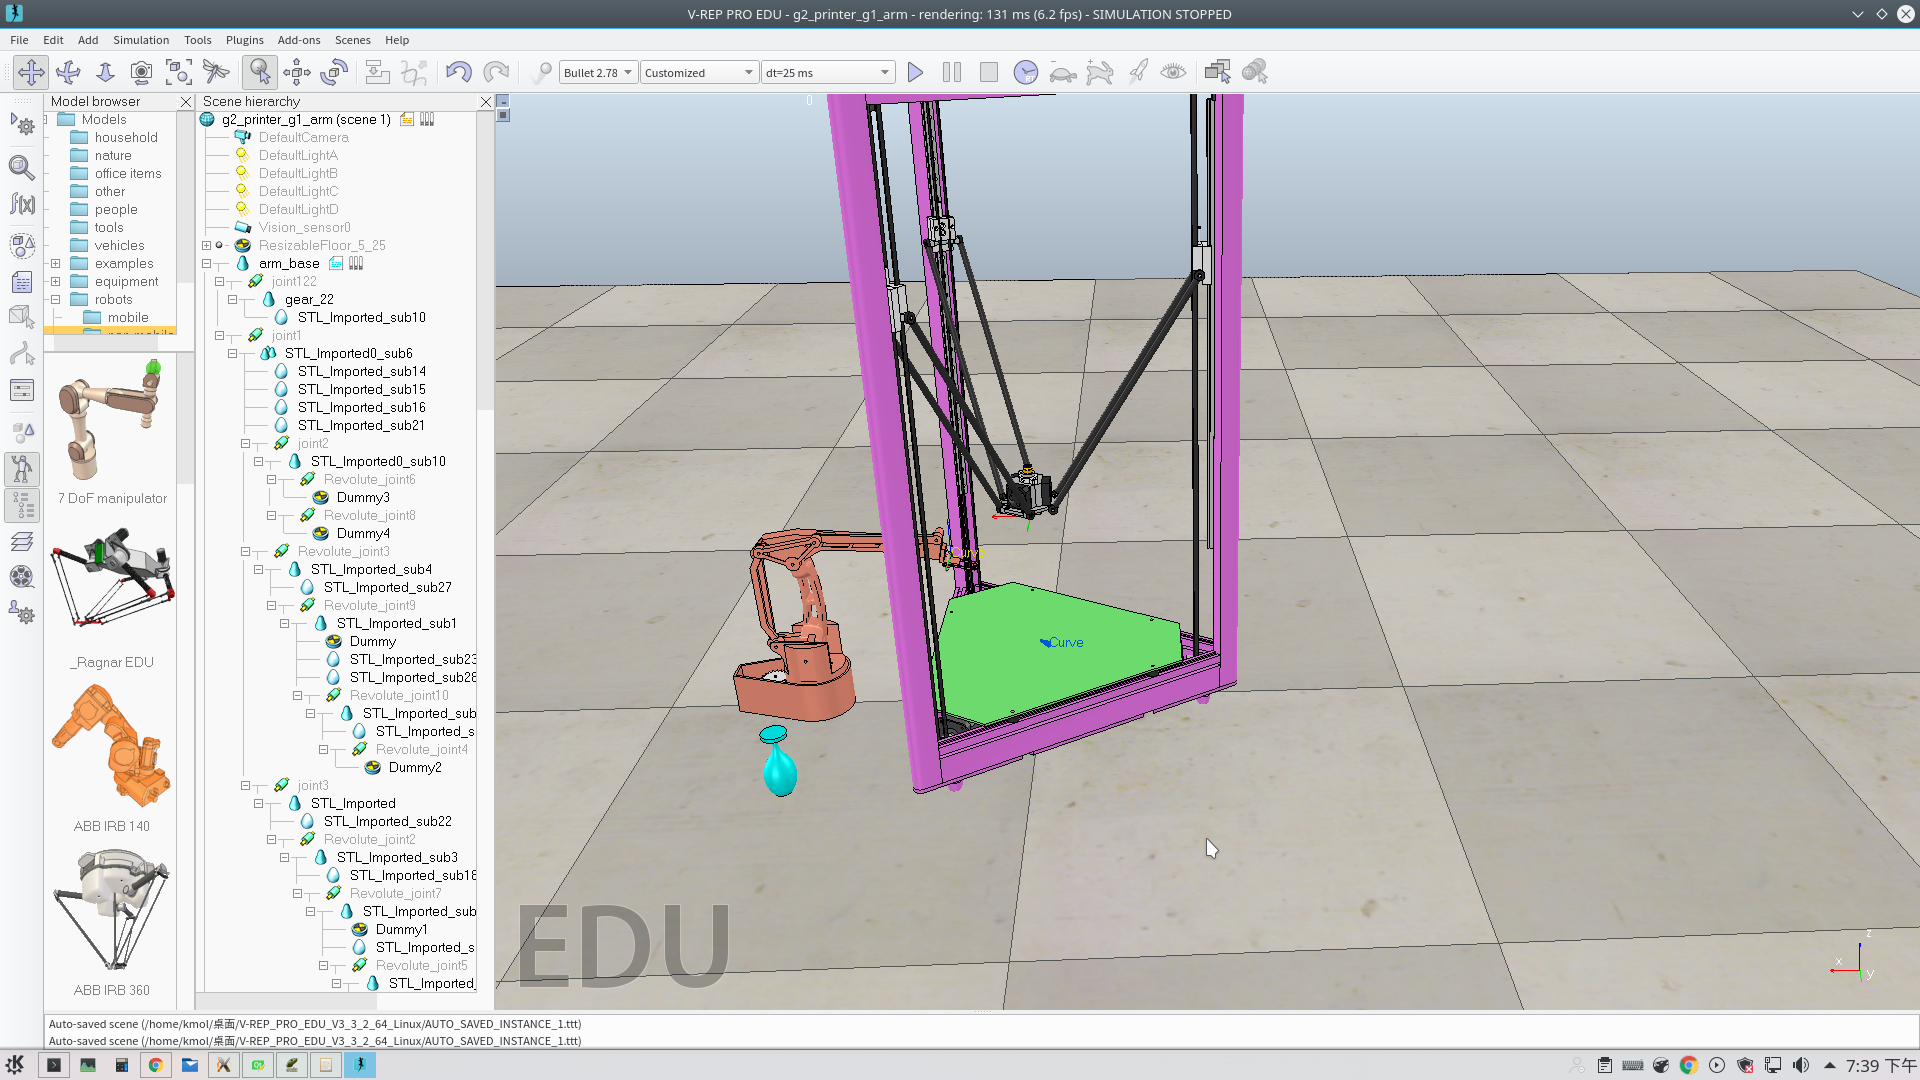 V-REP PRO EDU - g2_printer_g1_arm - rendering: 131 ms (6.2 fps) - SIMULATION STOPPED
File Edit Add Simulation Tools Plugins Add-ons Scenes Help
Bullet 2.78 Customized dt=25 ms
Model browser
Models
household
nature
office items
other
people
tools
vehicles
examples
equipment
robots
mobile
7 DoF manipulator
_Ragnar EDU
ABB IRB 140
ABB IRB 360
Scene hierarchy
g2_printer_g1_arm (scene 1)
DefaultCamera
DefaultLightA
DefaultLightB
DefaultLightC
DefaultLightD
Vision_sensor0
ResizableFloor_5_25
arm_base
joint122
gear_22
STL_Imported_sub10
joint1
STL_Imported0_sub6
STL_Imported_sub14
STL_Imported_sub15
STL_Imported_sub16
STL_Imported_sub21
joint2
STL_Imported0_sub10
Revolute_joint6
Dummy3
Revolute_joint8
Dummy4
Revolute_joint3
STL_Imported_sub4
STL_Imported_sub27
Revolute_joint9
STL_Imported_sub1
Dummy
STL_Imported_sub23
STL_Imported_sub28
Revolute_joint10
STL_Imported_sub
STL_Imported_s
Revolute_joint4
Dummy2
joint3
STL_Imported
STL_Imported_sub22
Revolute_joint2
STL_Imported_sub3
STL_Imported_sub18
Revolute_joint7
STL_Imported_sub
Dummy1
STL_Imported_s
Revolute_joint5
STL_Imported_
0
Curve
Curve
EDU
z
x
y
Auto-saved scene (/home/kmol/桌面/V-REP_PRO_EDU_V3_3_2_64_Linux/AUTO_SAVED_INSTANCE_1.ttt)
Auto-saved scene (/home/kmol/桌面/V-REP_PRO_EDU_V3_3_2_64_Linux/AUTO_SAVED_INSTANCE_1.ttt)
7:39 下午